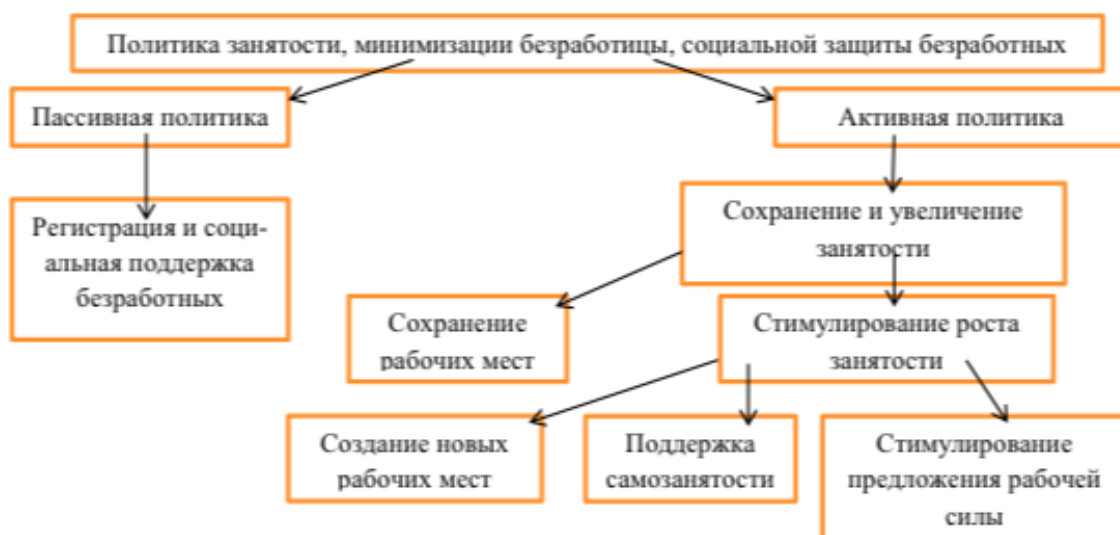 Политика занятости, минимизации безработицы, социальной защиты безработных
Пассивная политика
Активная политика
Регистрация и соци-
альная поддержка
безработных
Сохранение и увеличение
занятости
Сохранение
рабочих мест
Стимулирование роста
занятости
Создание новых
рабочих мест
Поддержка
самозанятости
Стимулирование
предложения рабочей
силы